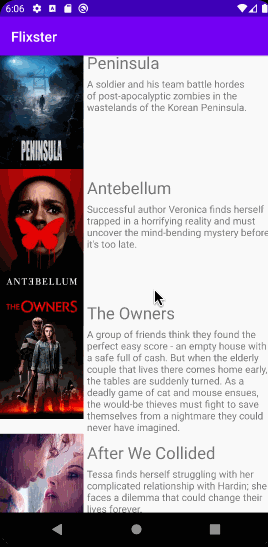 6:06
Flixster
Peninsula
A soldier and his team battle hordes
of post-apocalyptic zombies in the
wastelands of the Korean Peninsula.
PENINSULA
Antebellum
Successful author Veronica finds herself
trapped in a horrifying reality and must
uncover the mind-bending mystery before
it's too late.
ANTEBELLUM
THE OWNERS
The Owners
A group of friends think they found the
perfect easy score - an empty house with
a safe full of cash. But when the elderly
couple that lives there comes home early,
the tables are suddenly turned. As a
deadly game of cat and mouse ensues,
the would-be thieves must fight to save
themselves from a nightmare they could
never have imagined.
After We Collided
Tessa finds herself struggling with her
complicated relationship with Hardin; she
faces a dilemma that could change their
lives forever.